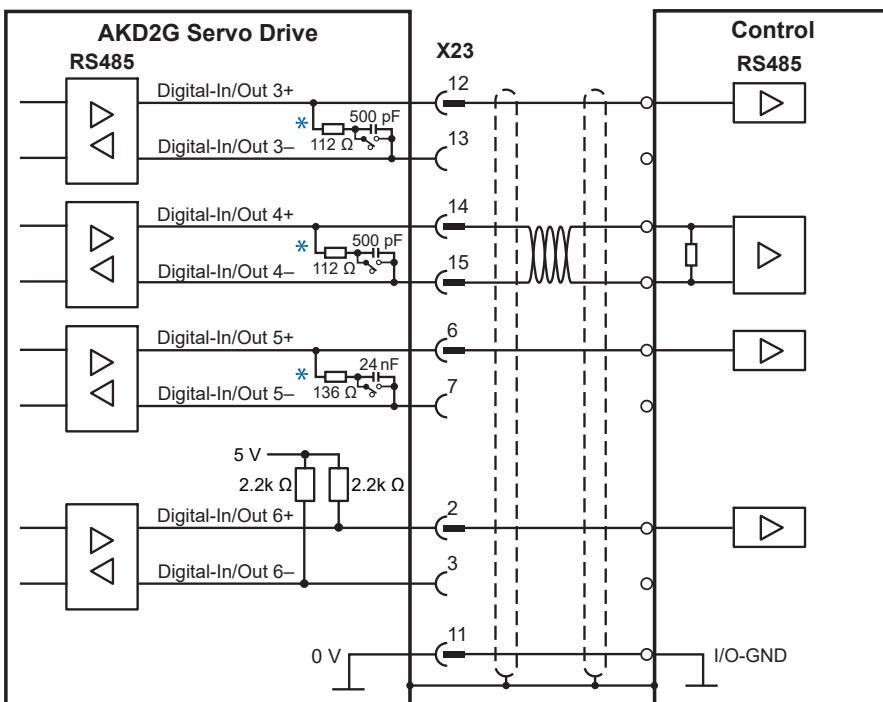 AKD2G Servo Drive
Control
X23
RS485
RS485
Digital-In/Out 3+
12
*
500 pF
112 Ω
Digital-In/Out 3–
13
Digital-In/Out 4+
14
*
500 pF
112 Ω
Digital-In/Out 4–
15
Digital-In/Out 5+
6
*
24 nF
136 Ω
Digital-In/Out 5–
7
5 V
2.2k Ω
2.2k Ω
Digital-In/Out 6+
2
Digital-In/Out 6–
3
11
0 V
I/O-GND